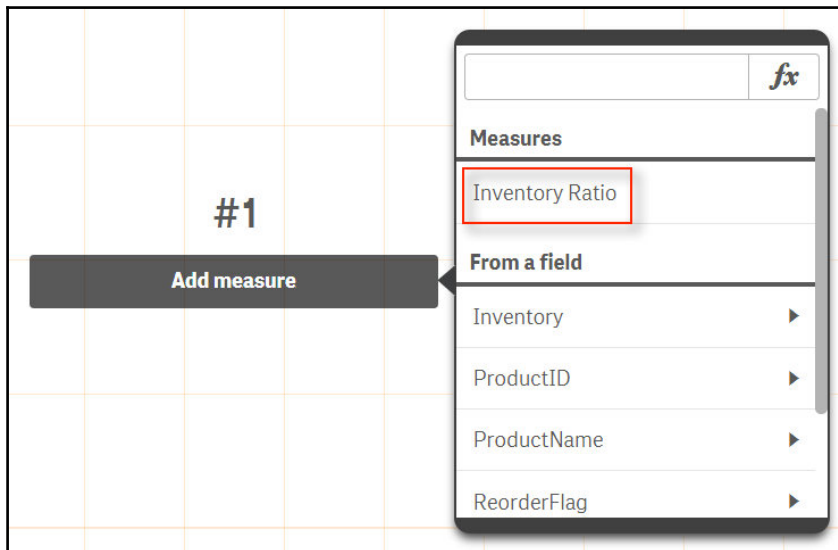 #1
Add measure
fx
Measures
Inventory Ratio
From a field
Inventory
ProductID
ProductName
ReorderFlag